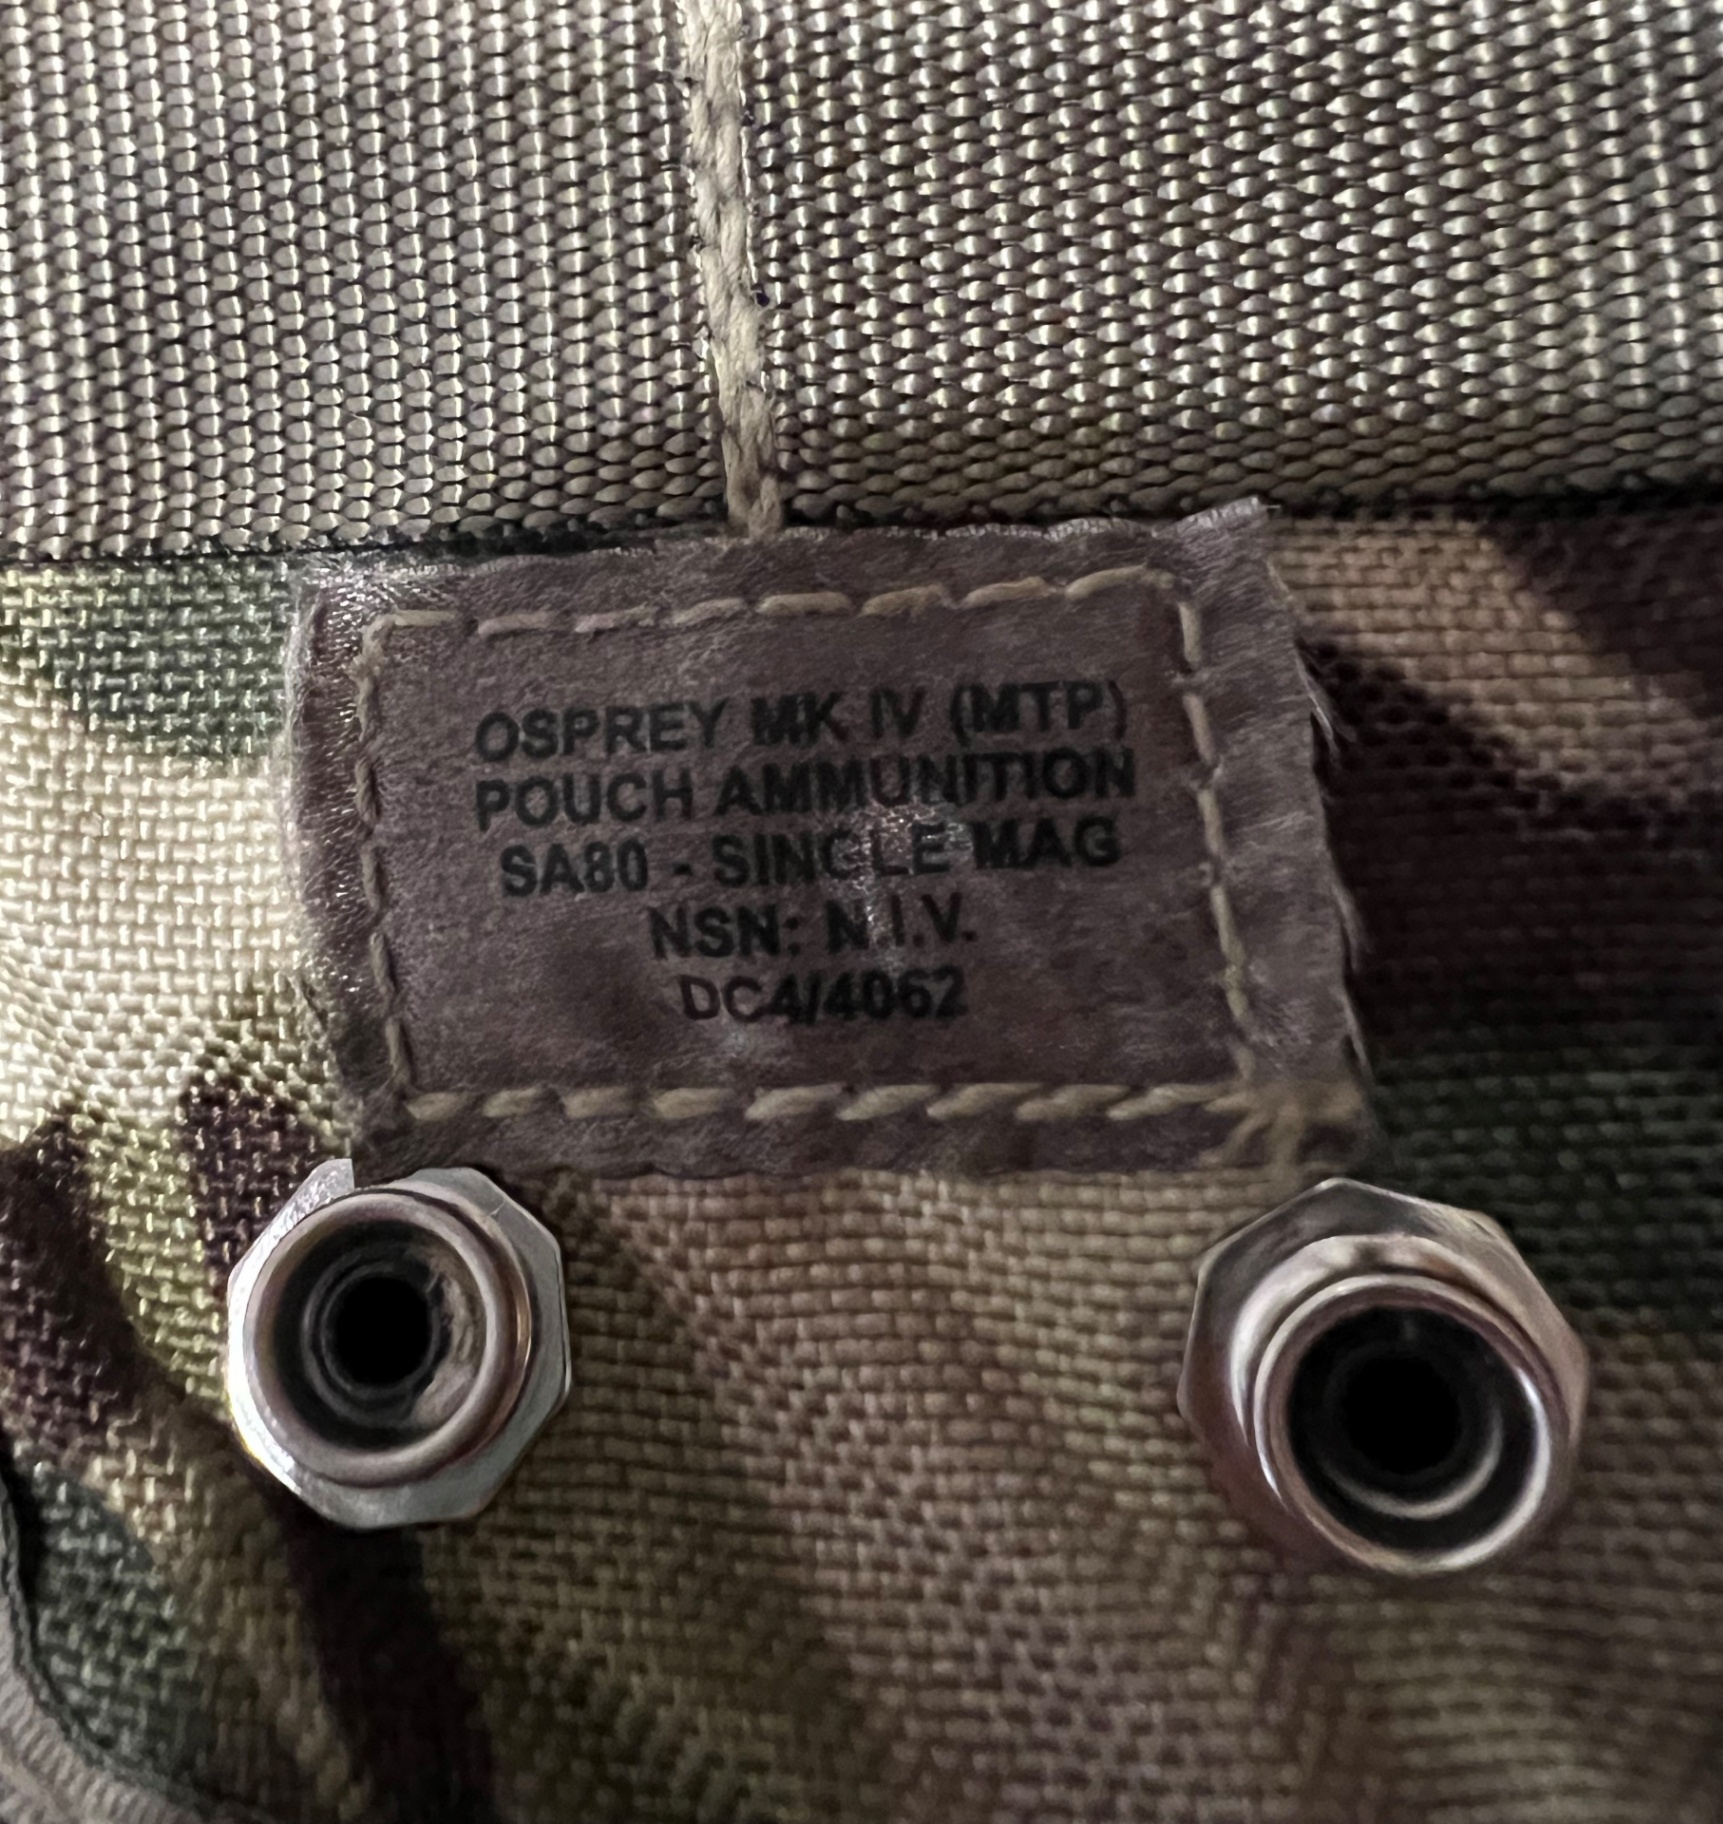 OSPREY MK IV (MTP)
POUCH AMMUNITION
SA80 - SINGLE MAG
NSN: N.I.V.
DC4/4062